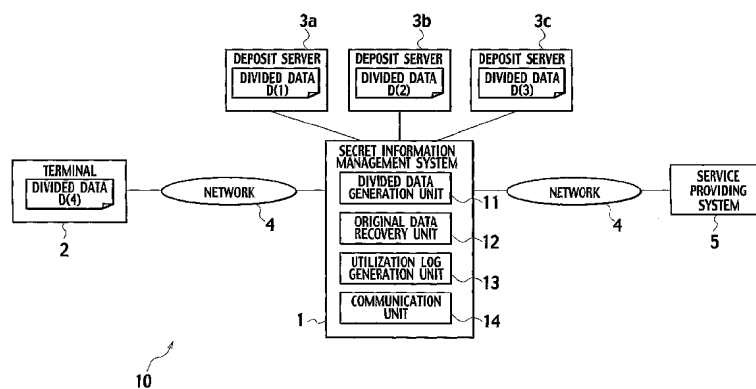 3a
3b
3c
DEPOSIT SERVER
DIVIDED DATA
D(1)
DEPOSIT SERVER
DIVIDED DATA
D(2)
DEPOSIT SERVER
DIVIDED DATA
D(3)
TERMINAL
DIVIDED DATA
D(4)
2
NETWORK
4
SECRET INFORMATION
MANAGEMENT SYSTEM
DIVIDED DATA
GENERATION UNIT
11
ORIGINAL DATA
RECOVERY UNIT
12
UTILIZATION LOG
GENERATION UNIT
13
COMMUNICATION
UNIT
14
1
NETWORK
4
SERVICE
PROVIDING
SYSTEM
5
10